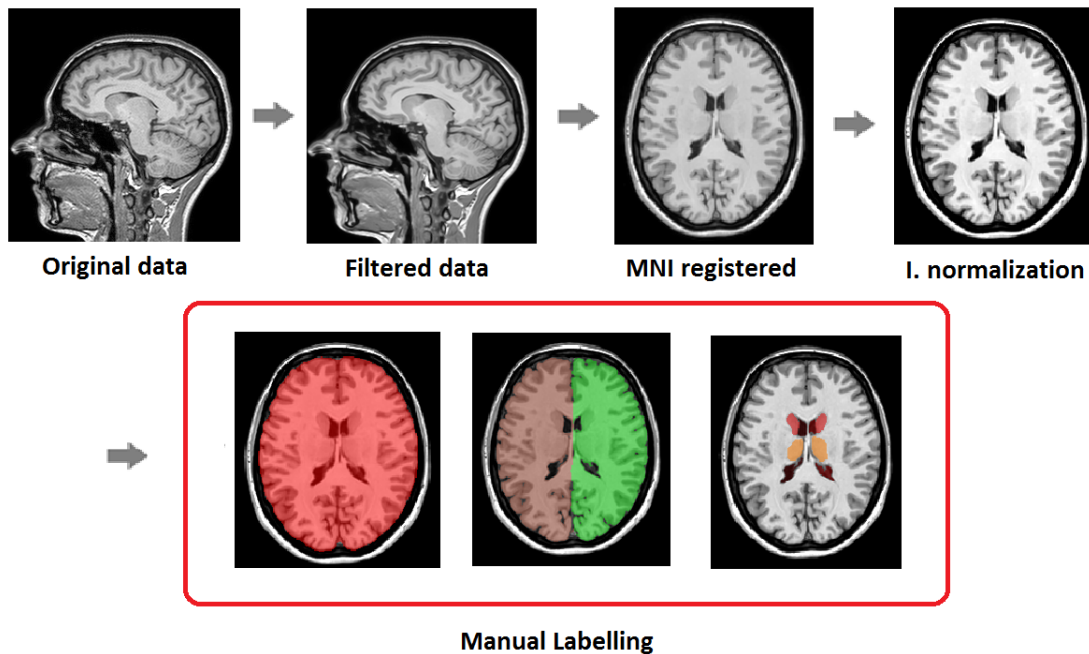 Original data
Filtered data
MNI registered
I. normalization
Manual Labelling